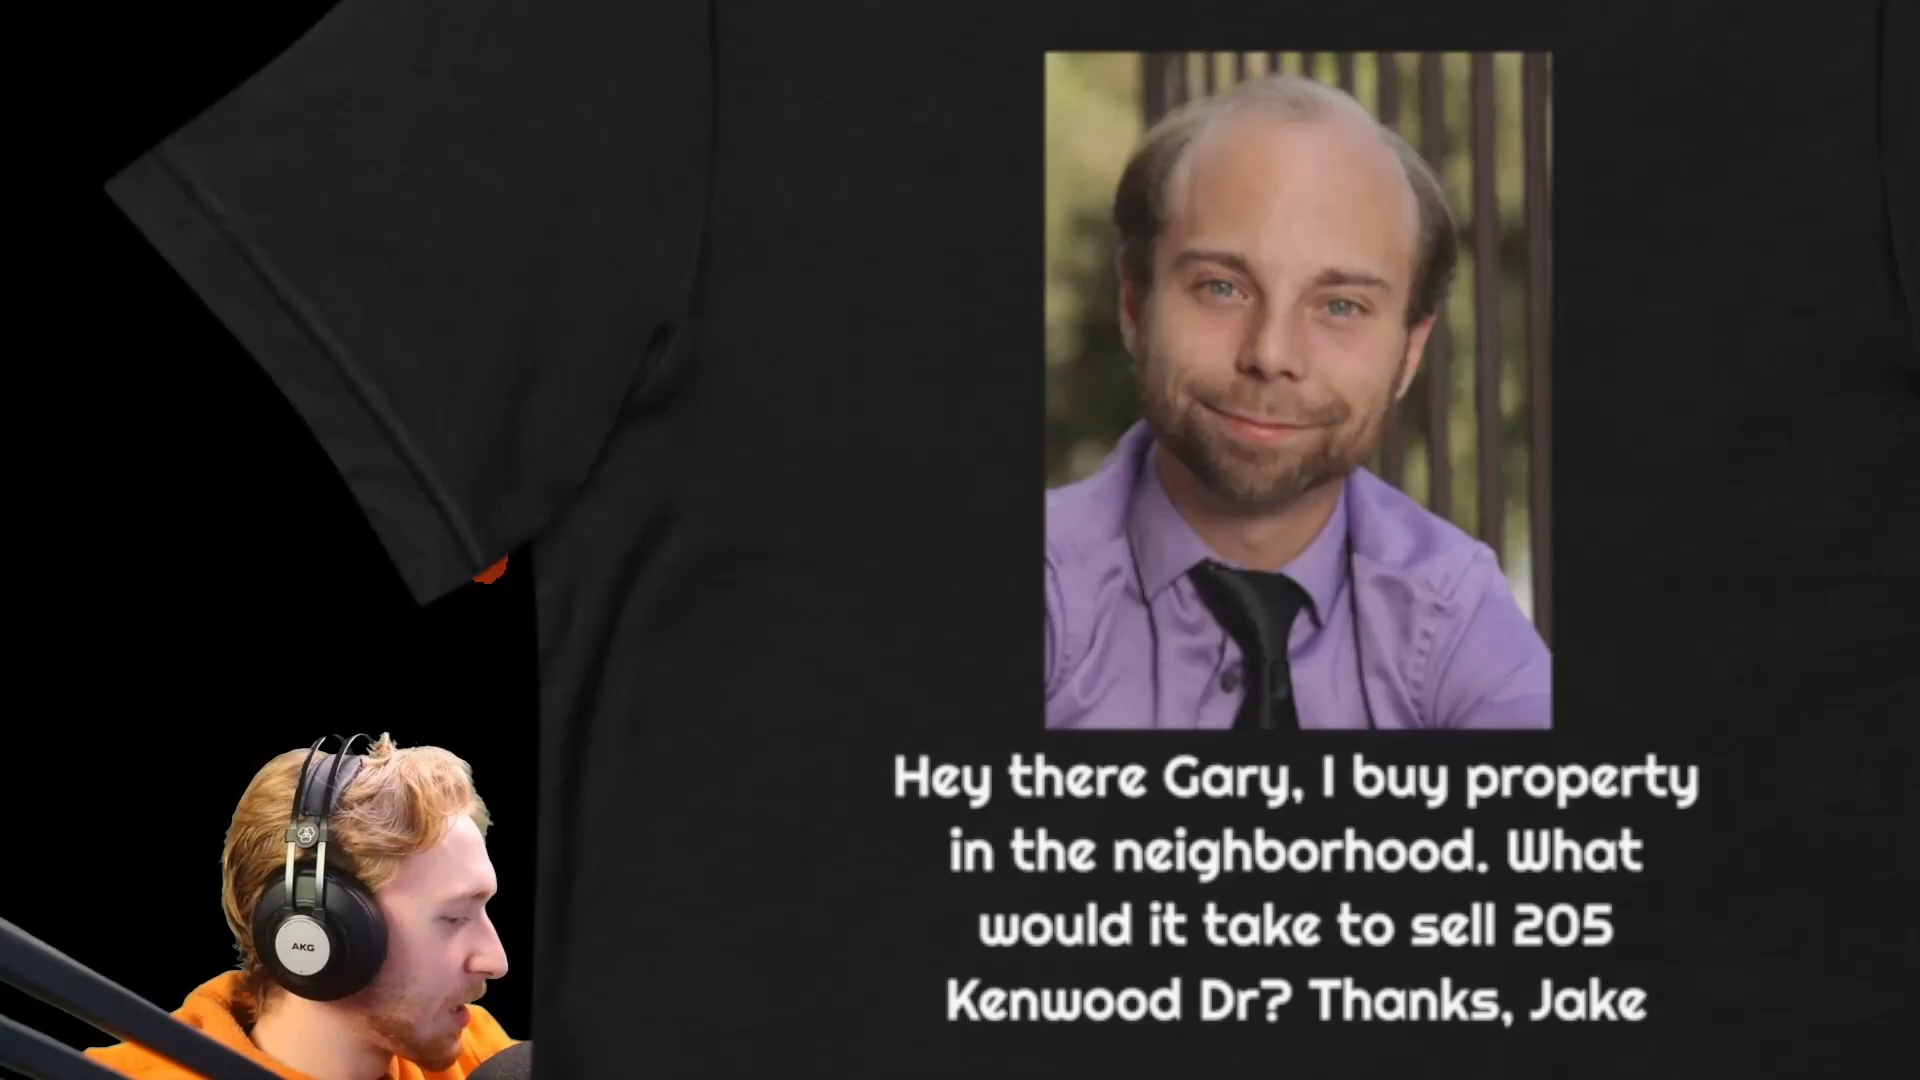 Hey there Gary, I buy property
in the neighborhood. What
would it take to sell 205
Kenwood Dr? Thanks, Jake
AKG